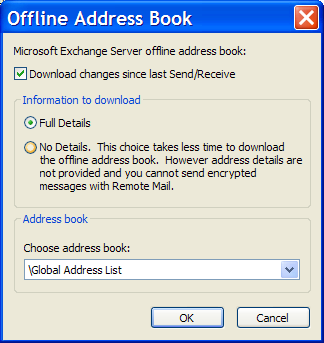 Offline Address Book
Microsoft Exchange Server offline address book:
Download changes since last Send/Receive
Information to download
Full Details
No Details.  This choice takes less time to download
the offline address book.  However address details are
not provided and you cannot send encrypted
messages with Remote Mail.
Address book
Choose address book:
\Global Address List
OK
Cancel